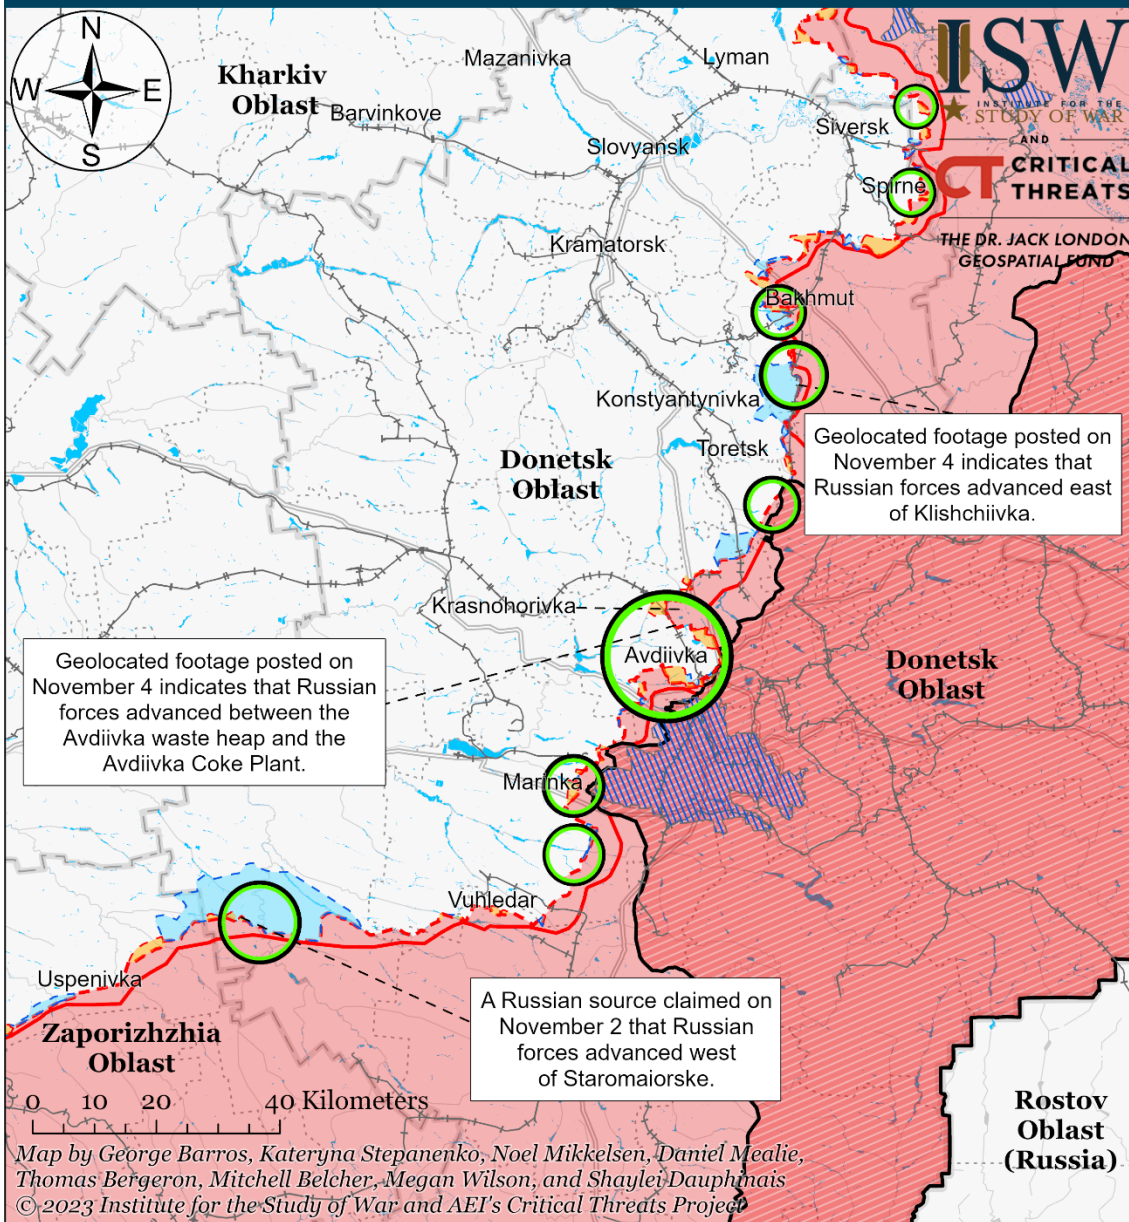 N
W
E
S
ISW
INSTITUTE FOR THE
STUDY OF WAR
AND
CT CRITICAL
THREATS
THE DR. JACK LONDON
GEOSPATIAL FUND
Kharkiv
Oblast
Mazanivka
Lyman
Barvinkove
Slovyansk
Siversk
Spirne
Kramatorsk
Bakhmut
Konstyantynivka
Toretsk
Donetsk
Oblast
Geolocated footage posted on
November 4 indicates that
Russian forces advanced east
of Klishchiivka.
Krasnohorivka
Avdiivka
Geolocated footage posted on
November 4 indicates that Russian
forces advanced between the
Avdiivka waste heap and the
Avdiivka Coke Plant.
Donetsk
Oblast
Marinka
Vuhledar
Uspenivka
Zaporizhzhia
Oblast
A Russian source claimed on
November 2 that Russian
forces advanced west
of Staromaiorske.
Rostov
Oblast
(Russia)
0 10 20 40 Kilometers
Map by George Barros, Kateryna Stepanenko, Noel Mikkelsen, Daniel Mealie,
Thomas Bergeron, Mitchell Belcher, Megan Wilson, and Shaylei Dauphinais
© 2023 Institute for the Study of War and AEI's Critical Threats Project